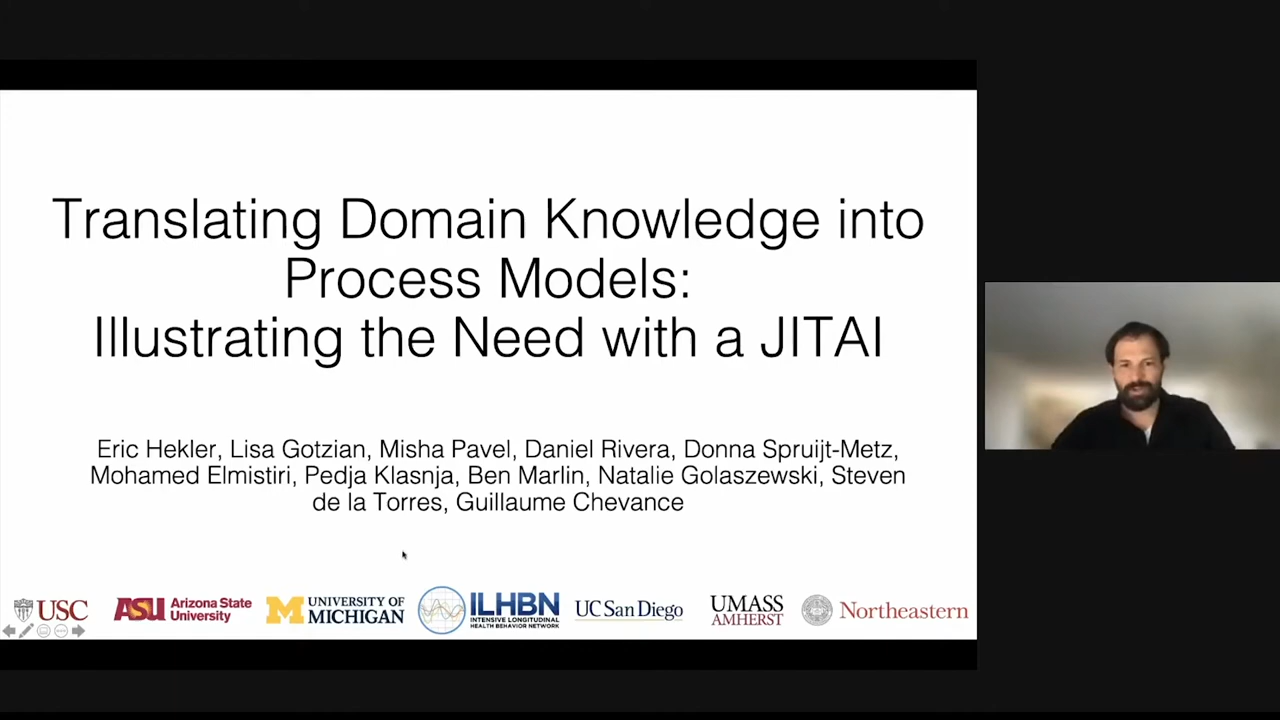 Translating Domain Knowledge into
Process Models:
Illustrating the Need with a JITAI
Eric Hekler, Lisa Gotzian, Misha Pavel, Daniel Rivera, Donna Spruijt-Metz,
Mohamed Elmistiri, Pedja Klasnja, Ben Marlin, Natalie Golaszewski, Steven
de la Torres, Guillaume Chevance
USC
ASU Arizona State
University
M UNIVERSITY OF
MICHIGAN
ILHBN
INTENSIVE LONGITUDINAL
HEALTH BEHAVIOR NETWORK
UC San Diego
UMASS
AMHERST
Northeastern